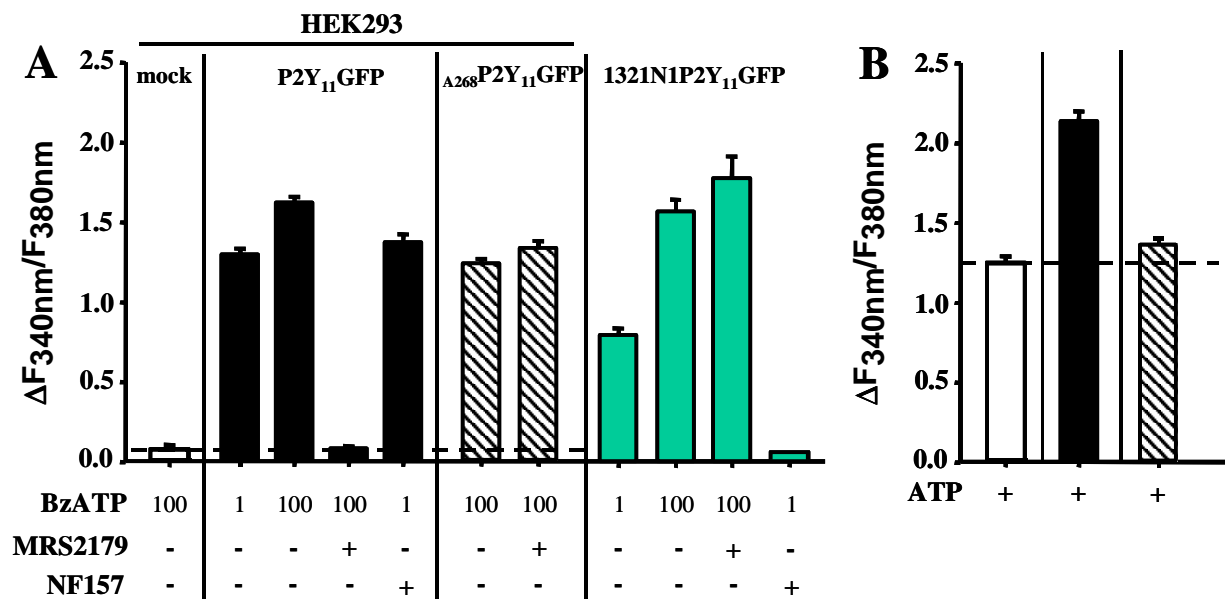 HEK293
A
B
mock
P2Y11GFP
A268P2Y11GFP
1321N1P2Y11GFP
ΔF340nm/F380nm
2.5
2.0
1.5
1.0
0.5
0.0
ΔF340nm/F380nm
2.5
2.0
1.5
1.0
0.5
0.0
BzATP 100 1 100 100 1 100 100 1 100 100 1
MRS2179 - - - + - - + - - + -
NF157 - - - - + - - - - - +
ATP + + +